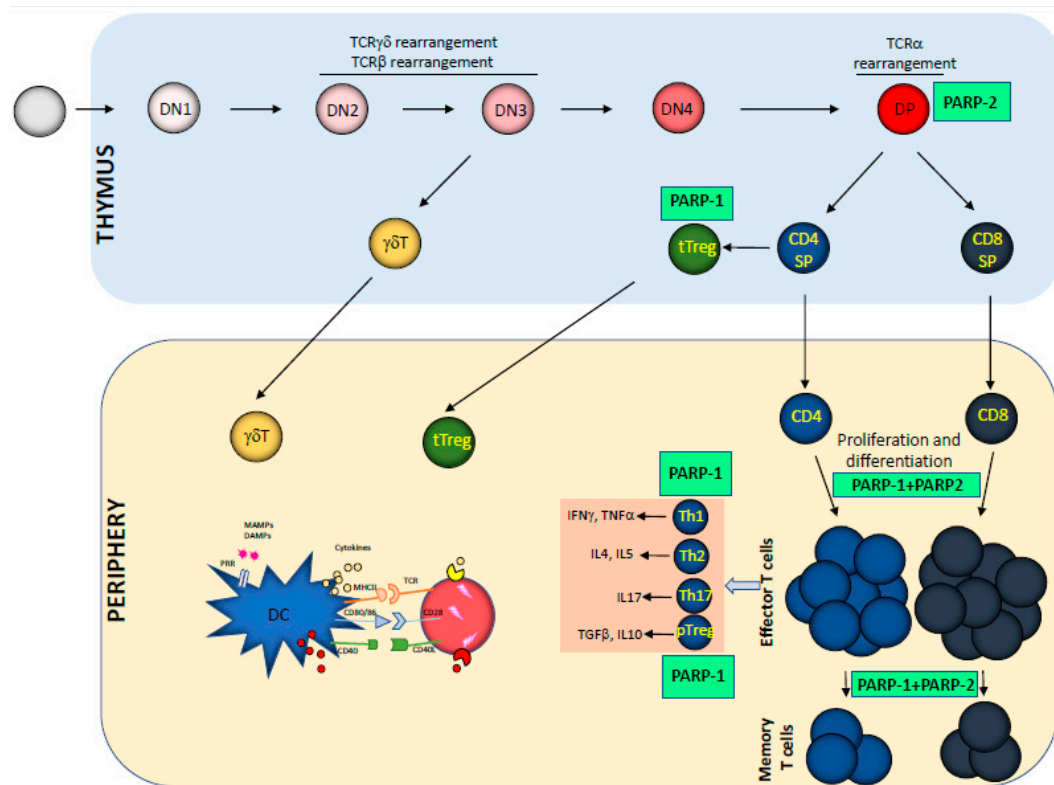 TCRγδ rearrangement
TCRβ rearrangement
TCRα
rearrangement
DN1
DN2
DN3
DN4
DP
PARP-2
THYMUS
PARP-1
γδT
tTreg
CD4
SP
CD8
SP
PERIPHERY
γδT
tTreg
CD4
CD8
Proliferation and
differentiation
PARP-1+PARP2
PARP-1
IFNγ, TNFα
Th1
IL4, IL5
Th2
IL17
Th17
TGFβ, IL10
pTreg
PARP-1
Effector T cells
MAMPs
DAMPs
PRR
Cytokines
MHCII
TCR
DC
CD80/86
CD28
CD40
CD40L
PARP-1+PARP-2
Memory
T cells